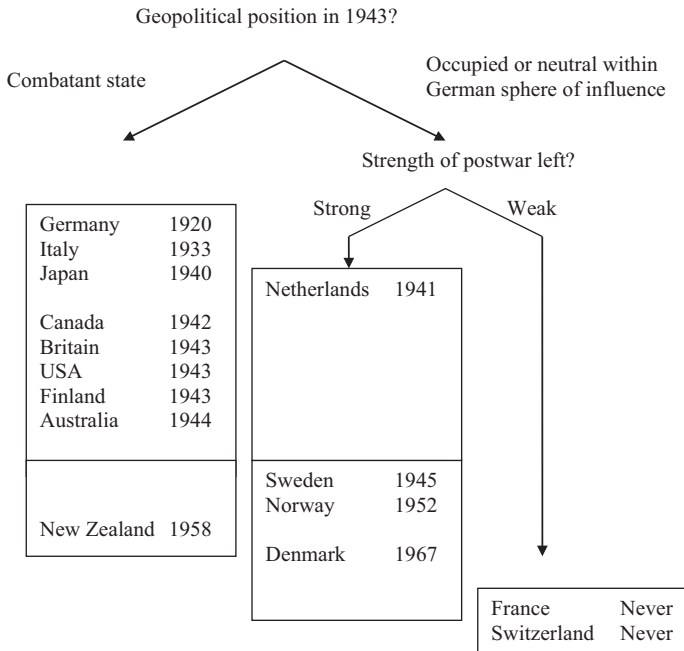 Geopolitical position in 1943?
Combatant state
Occupied or neutral within
German sphere of influence
Strength of postwar left?
Strong
Weak
Germany 1920
Italy 1933
Japan 1940
Canada 1942
Britain 1943
USA 1943
Finland 1943
Australia 1944
New Zealand 1958
Netherlands 1941
Sweden 1945
Norway 1952
Denmark 1967
France Never
Switzerland Never